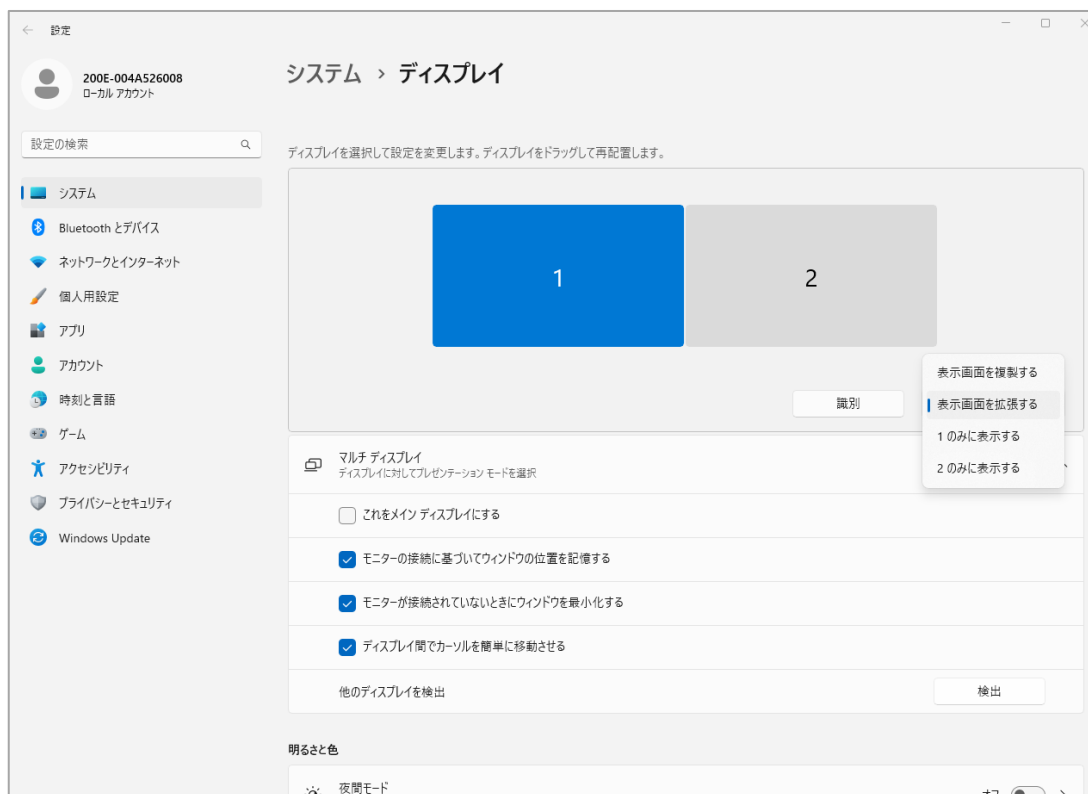 設定
200E-004A526008
ローカル アカウント
設定の検索
システム
Bluetooth とデバイス
ネットワークとインターネット
個人用設定
アプリ
アカウント
時刻と言語
ゲーム
アクセシビリティ
プライバシーとセキュリティ
Windows Update
システム › ディスプレイ
ディスプレイを選択して設定を変更します。ディスプレイをドラッグして再配置します。
1
2
識別
表示画面を複製する
表示画面を拡張する
1 のみに表示する
2 のみに表示する
マルチ ディスプレイ
ディスプレイに対してプレゼンテーション モードを選択
これをメイン ディスプレイにする
モニターの接続に基づいてウィンドウの位置を記憶する
モニターが接続されていないときにウィンドウを最小化する
ディスプレイ間でカーソルを簡単に移動させる
他のディスプレイを検出
検出
明るさと色
夜間モード
オフ